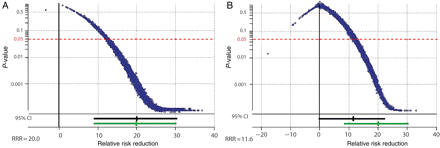 A
B
P-value
0.5
0.1
0.05
0.01
0.001
95% CI
RRR=20.0
0
10
20
30
40
Relative risk reduction
P-value
0.5
0.1
0.05
0.01
0.001
95% CI
RRR=11.6
−20
−10
0
10
20
30
40
Relative risk reduction